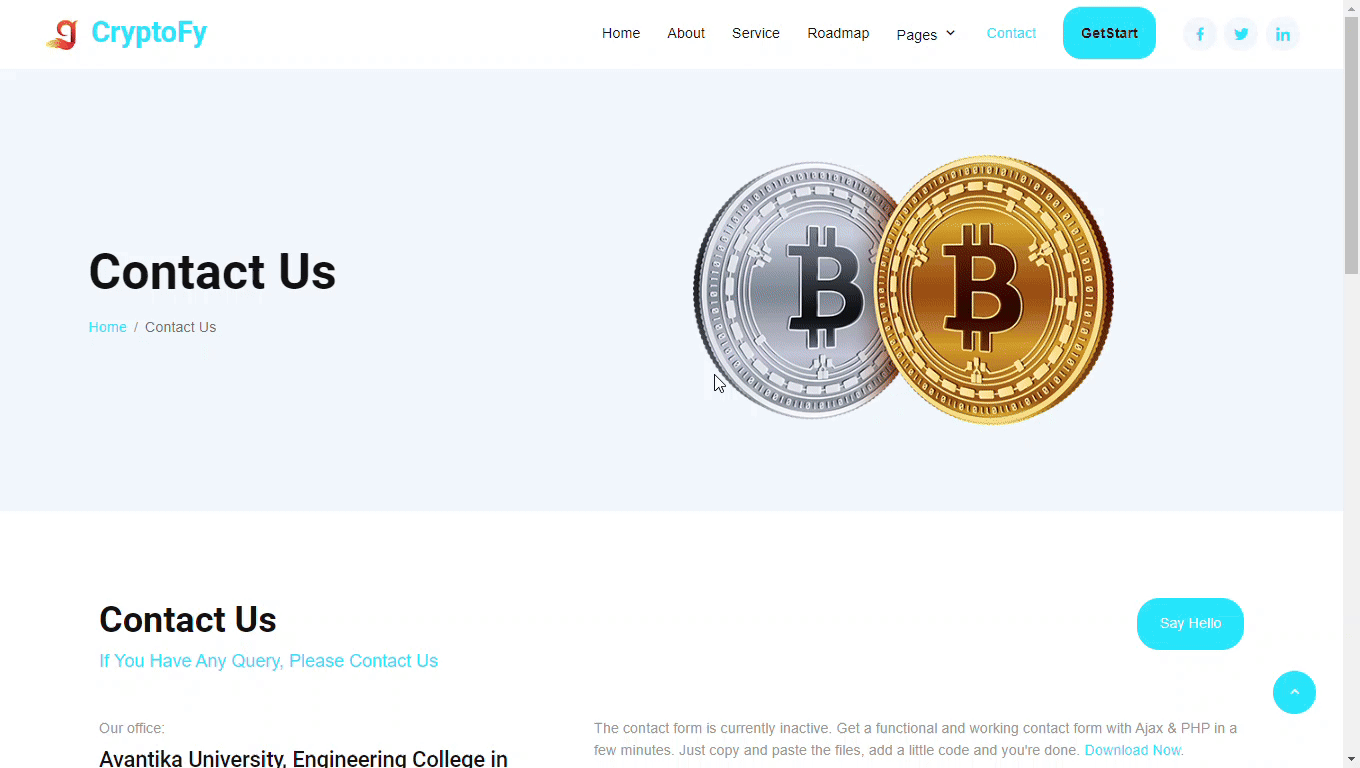 CryptoFy
Home About Service Roadmap Pages Contact GetStart
Contact Us
Home / Contact Us
Contact Us
If You Have Any Query, Please Contact Us
Say Hello
Our office:
Avantika University, Engineering College in
The contact form is currently inactive. Get a functional and working contact form with Ajax & PHP in a
few minutes. Just copy and paste the files, add a little code and you're done. Download Now.